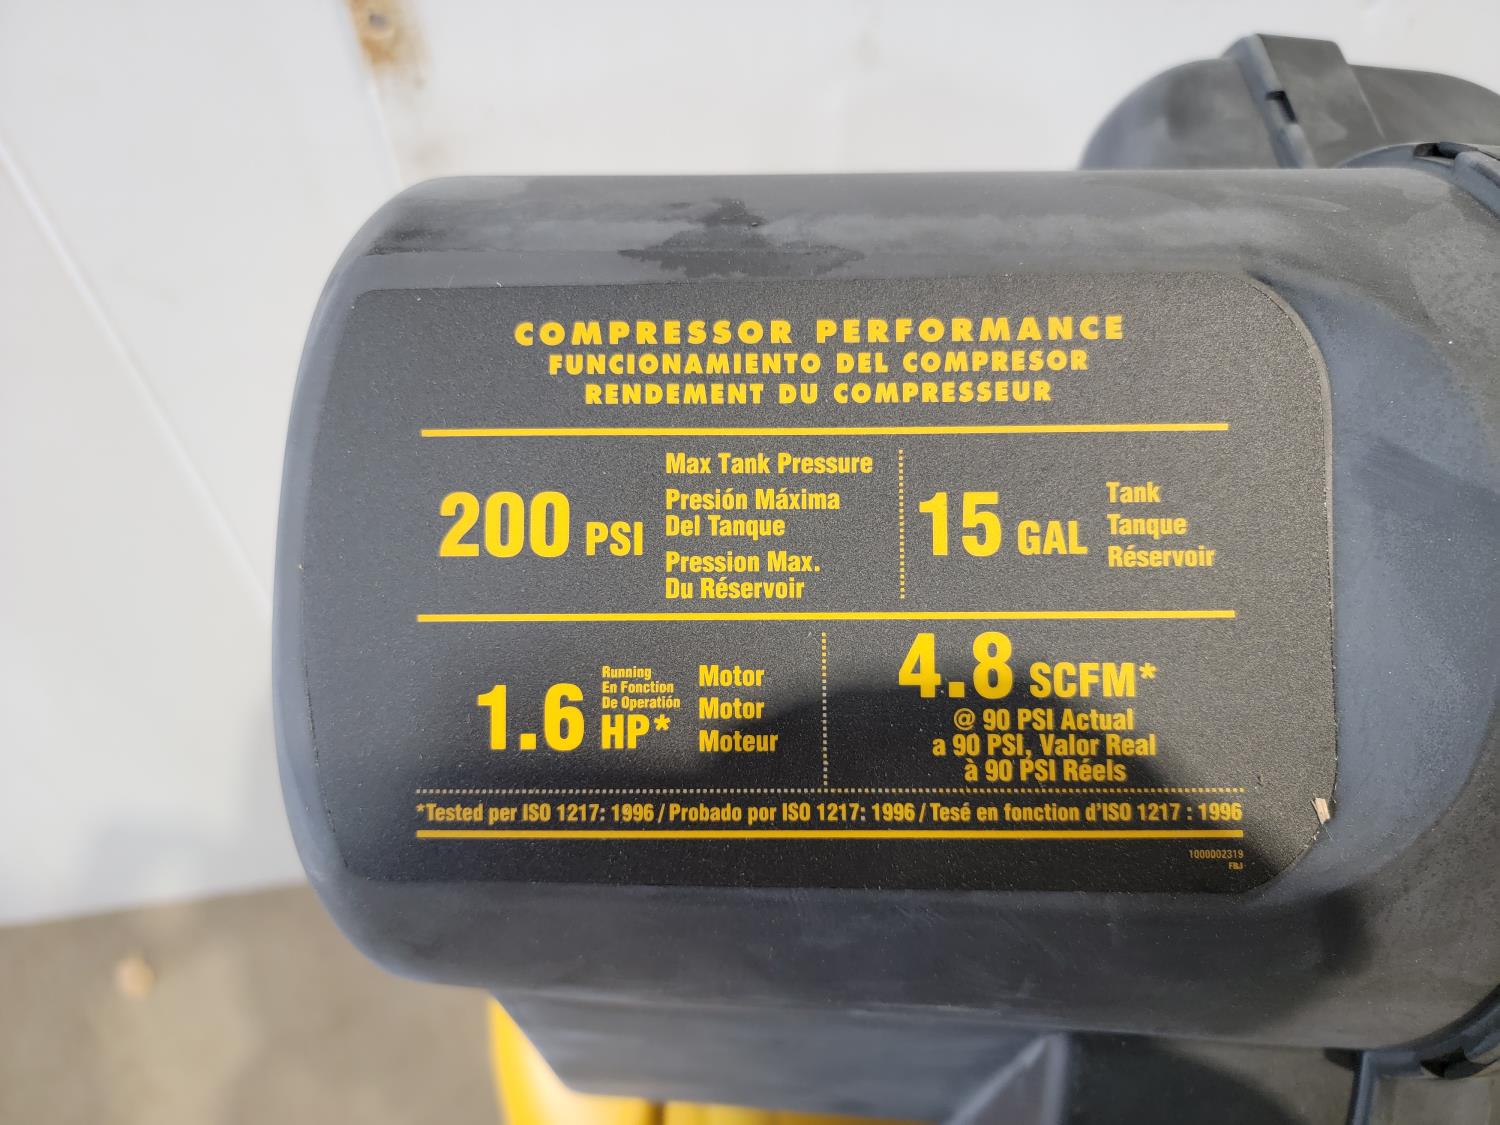 COMPRESSOR PERFORMANCE
FUNCIONAMIENTO DEL COMPRESOR
RENDEMENT DU COMPRESSEUR
200 PSI
Max Tank Pressure
Presión Máxima
Del Tanque
Pression Max.
Du Réservoir
15 GAL
Tank
Tanque
Réservoir
1.6
Running
En Fonction
De Operatión
HP*
Motor
Motor
Moteur
4.8 SCFM*
@ 90 PSI Actual
a 90 PSI, Valor Real
à 90 PSI Réels
*Tested per ISO 1217: 1996 / Probado por ISO 1217: 1996 / Tesé en fonction d'ISO 1217 : 1996
1000002319